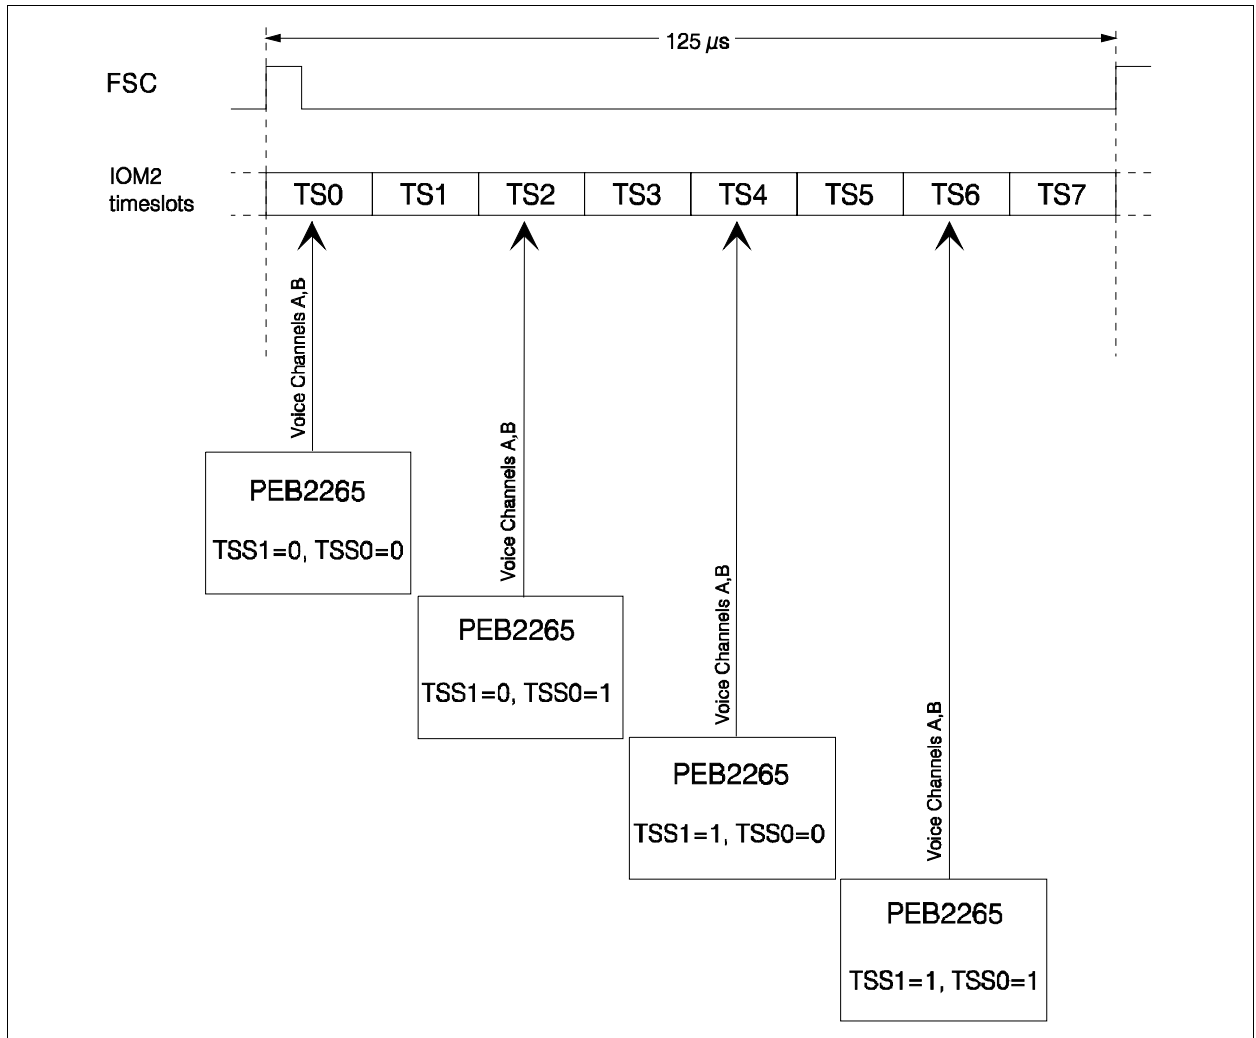 125 µs
FSC
IOM2
timeslots
TS0 TS1 TS2 TS3 TS4 TS5 TS6 TS7
Voice Channels A,B
PEB2265
TSS1=0, TSS0=0
Voice Channels A,B
PEB2265
TSS1=0, TSS0=1
Voice Channels A,B
PEB2265
TSS1=1, TSS0=0
Voice Channels A,B
PEB2265
TSS1=1, TSS0=1